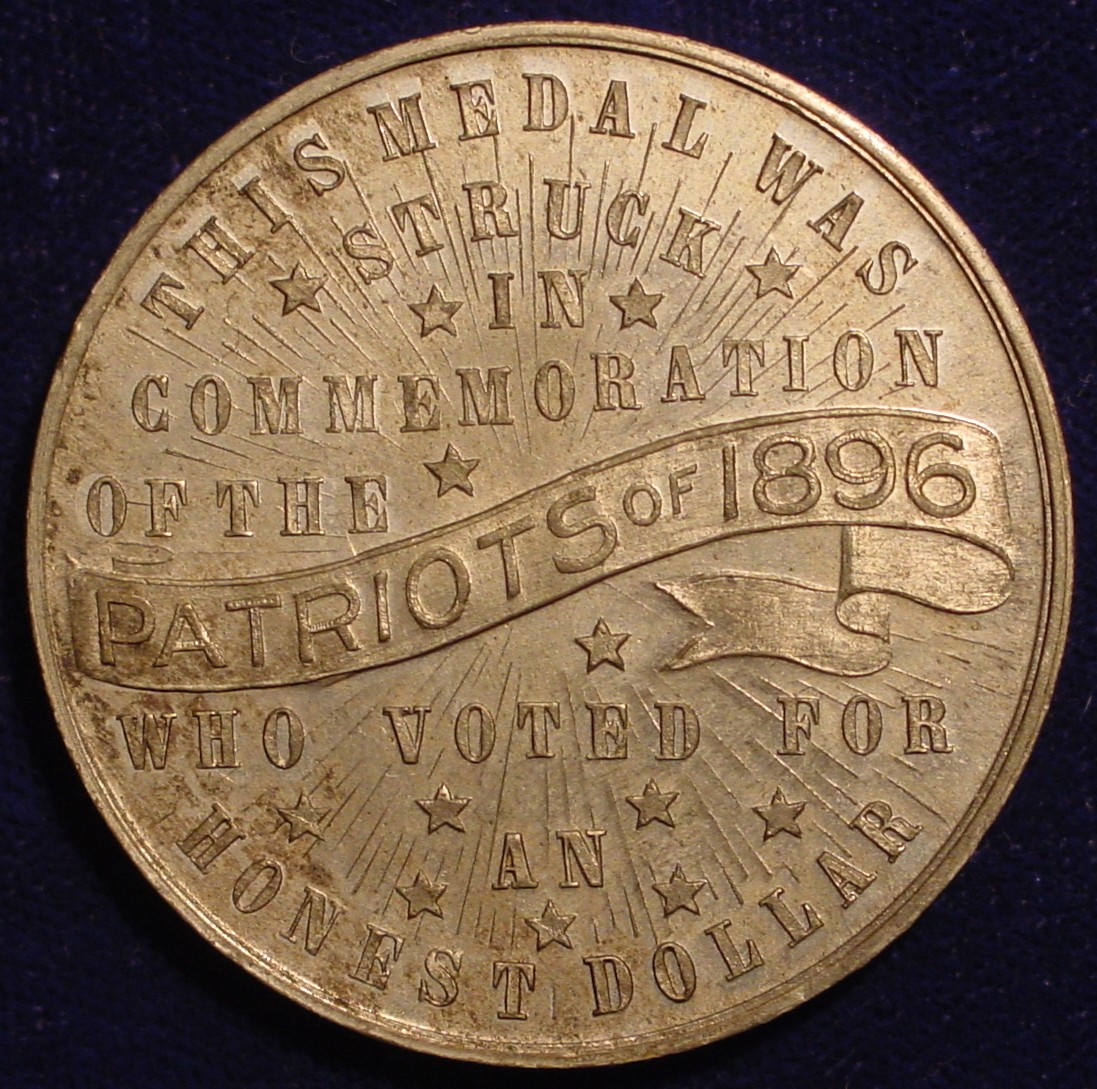 THIS MEDAL WAS
STRUCK
IN
COMMEMORATION
OF THE
PATRIOTS OF 1896
WHO VOTED FOR
AN
HONEST DOLLAR